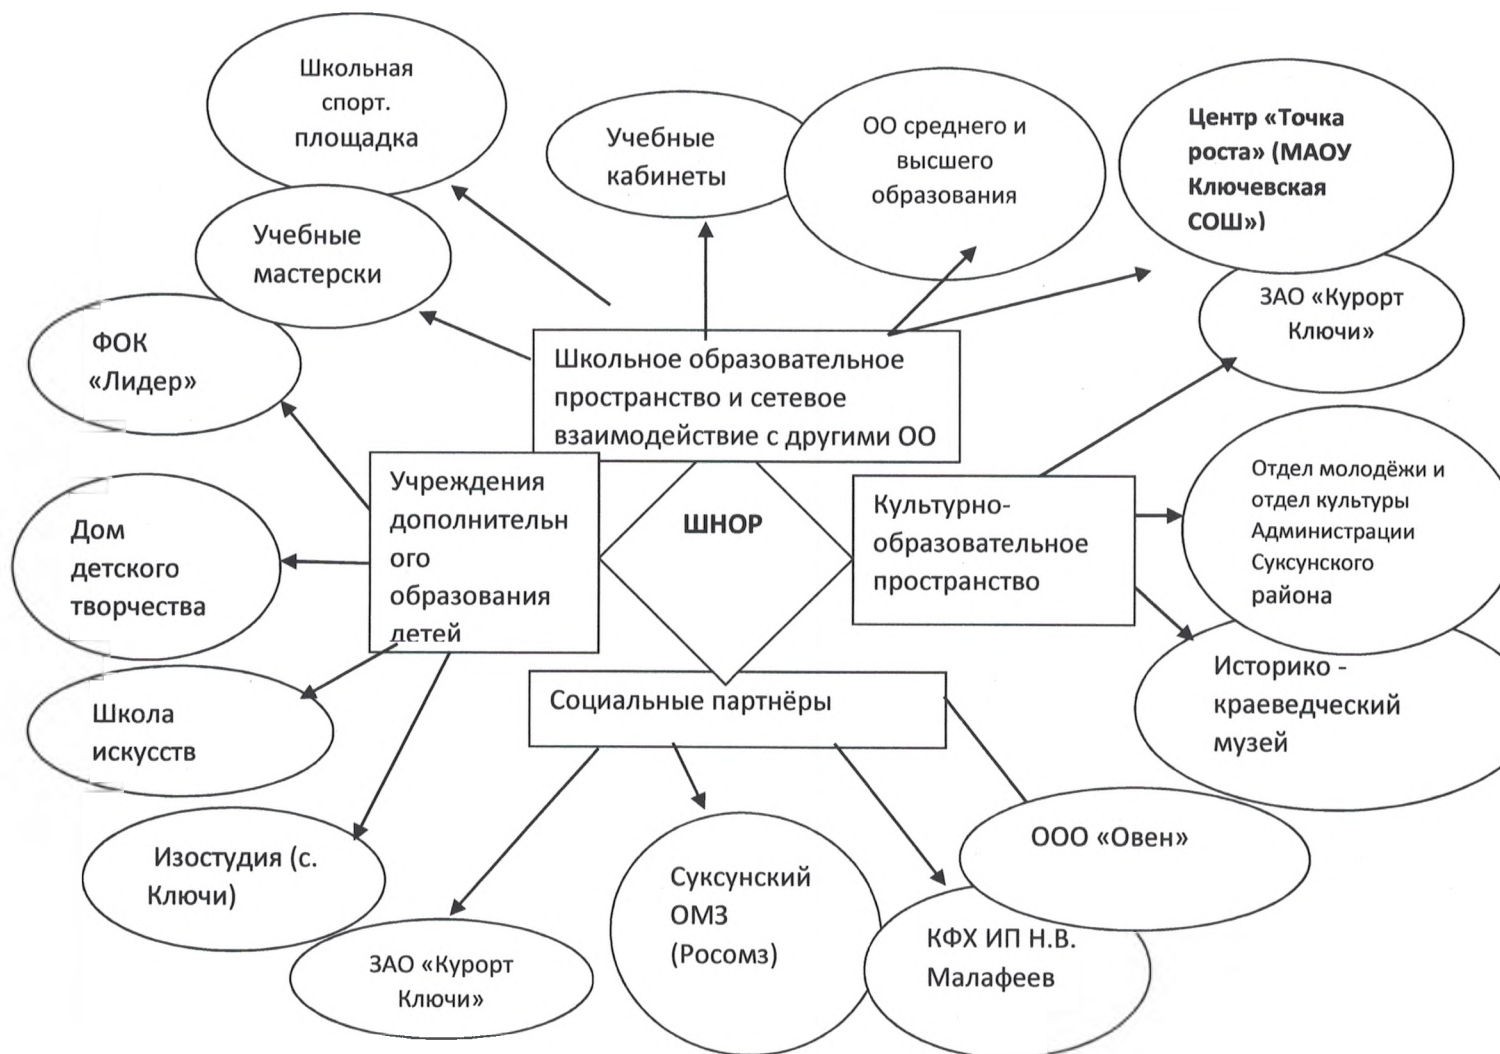 Школьная
спорт.
площадка
Учебные
кабинеты
ОО среднего и
высшего
образования
Центр «Точка
роста» (МАОУ
Ключевская
СОШ»)
Учебные
мастерски
ЗАО «Курорт
Ключи»
ФОК
«Лидер»
Школьное образовательное
пространство и сетевое
взаимодействие с другими ОО
Учреждения
дополнительн
ого
образования
детей
ШНОР
Культурно-
образовательное
пространство
Отдел молодёжи и
отдел культуры
Администрации
Суксунского
района
Дом
детского
творчества
Историко -
краеведческий
музей
Школа
искусств
Социальные партнёры
Изостудия (с.
Ключи)
ООО «Овен»
Суксунский
ОМЗ
(Росомз)
КФХ ИП Н.В.
Малафеев
ЗАО «Курорт
Ключи»